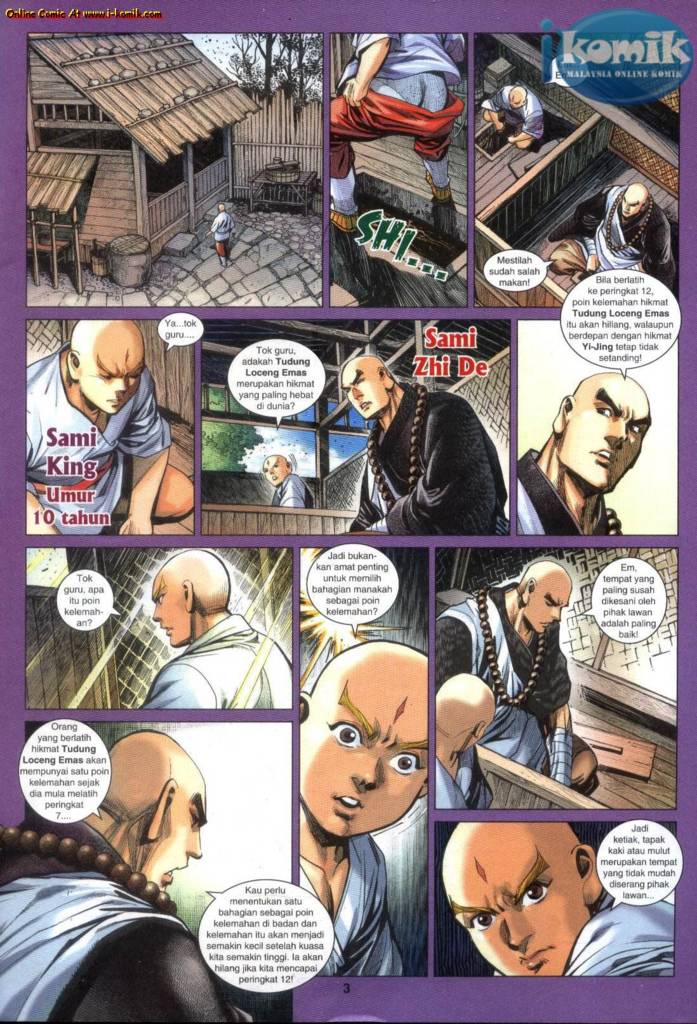 Online Comic At www.i-komik.com
ikomik
MALAYSIA ONLINE KOMIK
SHI...
Mestilah
sudah salah
makan!
Bila berlatih
ke peringkat 12,
poin kelemahan hikmat
Tudung Loceng Emas
itu akan hillang, walaupun
berdepan dengan hikmat
Yi-Jing tetap tidak
setanding!
Ya...tok
guru....
Sami
King
Umur
10 tahun
Tok guru,
adakah Tudung
Loceng Emas
merupakan hikmat
yang paling hebat
di dunia?
Sami
Zhi De
Tok
guru, apa
itu poin
kelemah-
an?
Jadi bukan-
kan amat penting
untuk memilih
bahagian manakah
sebagai poin
kelemahan?
Em,
tempat yang
paling susah
dikesani oleh
pihak lawan
adalah paling
baik!
Orang
yang berlatih
hikmat Tudung
Loceng Emas akan
mempunyai satu poin
kelemahan sejak
dia mula melatih
peringkat
7....
Kau perlu
menentukan satu
bahagian sebagai poin
kelemahan di badan dan
kelemahan itu akan menjadi
semakin kecil setelah kuasa
kita semakin tinggi. Ia akan
hilang jika kita mencapai
peringkat 12!
Jadi
ketiak, tapak
kaki atau mulut
merupakan tempat
yang tidak mudah
diserang pihak
lawan...
3